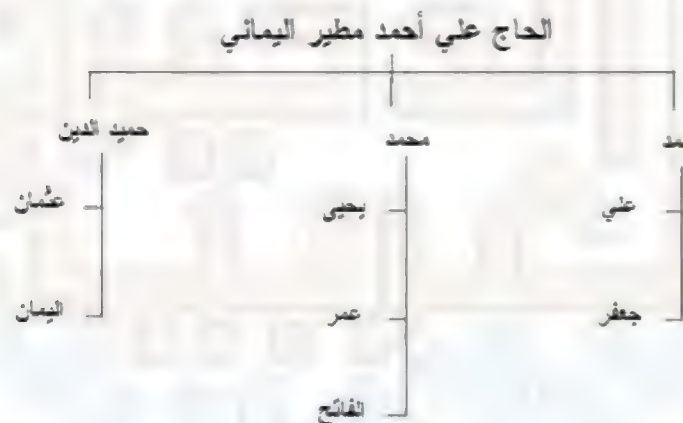 الحاج علي أحمد مطير اليماني
محمد
حميد الدين
علي
يحيى
عثمان
جعفر
عمر
اليمان
الفاتح